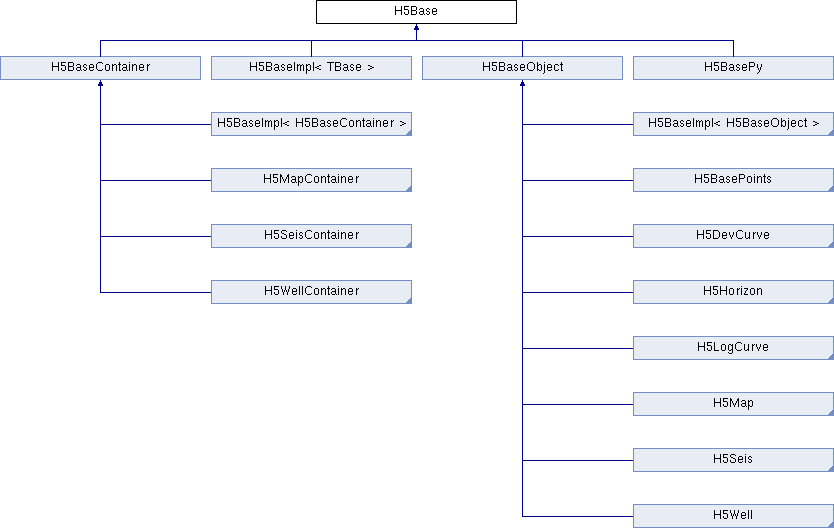 H5Base
H5BaseContainer
H5BaseImpl< TBase >
H5BaseObject
H5BasePy
H5BaseImpl< H5BaseContainer >
H5BaseImpl< H5BaseObject >
H5MapContainer
H5BasePoints
H5SeisContainer
H5DevCurve
H5WellContainer
H5Horizon
H5LogCurve
H5Map
H5Seis
H5Well